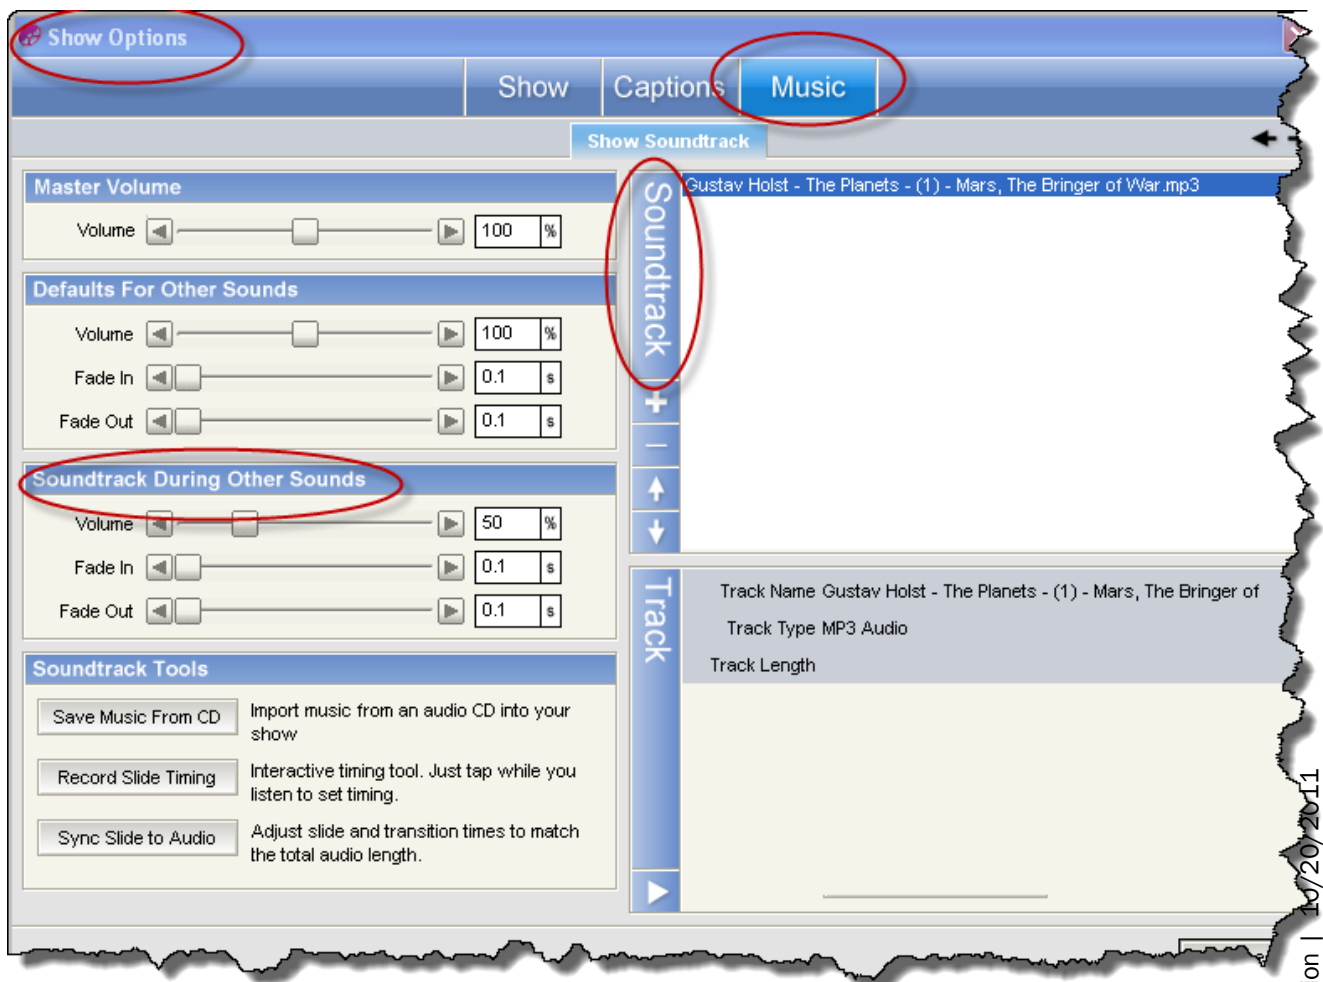 Show Options
Show Captions Music
Show Soundtrack
Master Volume
Volume 100 %
Defaults For Other Sounds
Volume 100 %
Fade In 0.1 s
Fade Out 0.1 s
Soundtrack During Other Sounds
Volume 50 %
Fade In 0.1 s
Fade Out 0.1 s
Soundtrack Tools
Save Music From CD Import music from an audio CD into your
show
Record Slide Timing Interactive timing tool. Just tap while you
listen to set timing.
Sync Slide to Audio Adjust slide and transition times to match
the total audio length.
Soundtrack
Gustav Holst - The Planets - (1) - Mars, The Bringer of War.mp3
Track
Track Name Gustav Holst - The Planets - (1) - Mars, The Bringer of
Track Type MP3 Audio
Track Length
ion | 10/20/2011